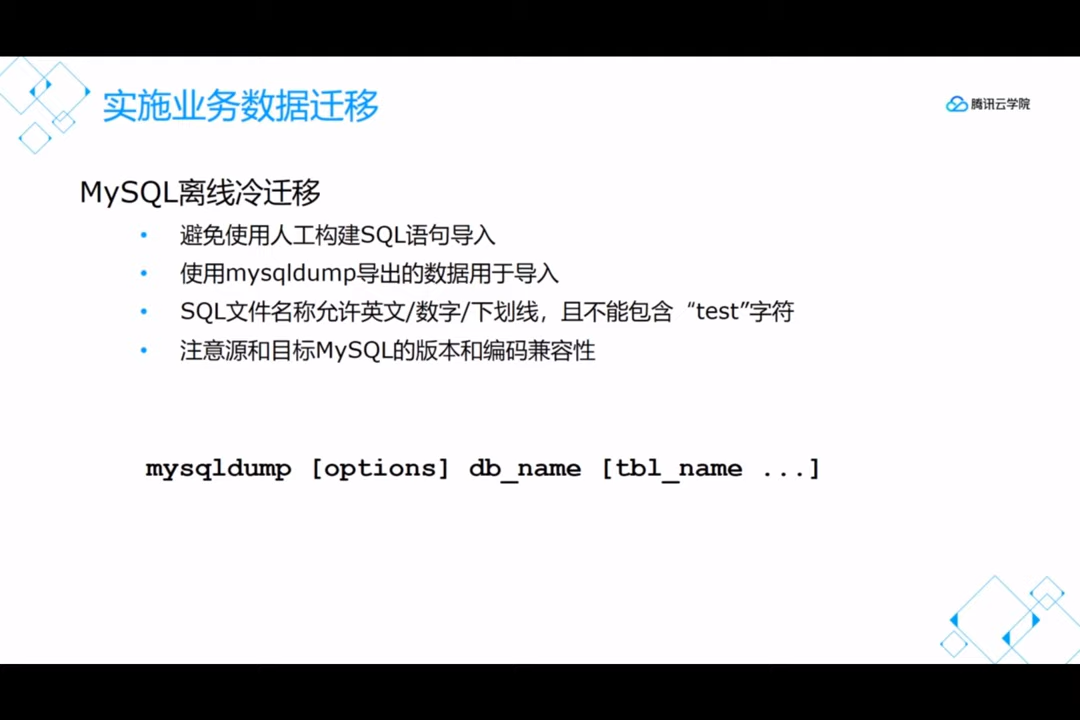 实施业务数据迁移
腾讯云学院
MySQL离线冷迁移
• 避免使用人工构建SQL语句导入
• 使用mysqldump导出的数据用于导入
• SQL文件名称允许英文/数字/下划线，且不能包含“test”字符
• 注意源和目标MySQL的版本和编码兼容性
mysqldump [options] db_name [tbl_name ...]